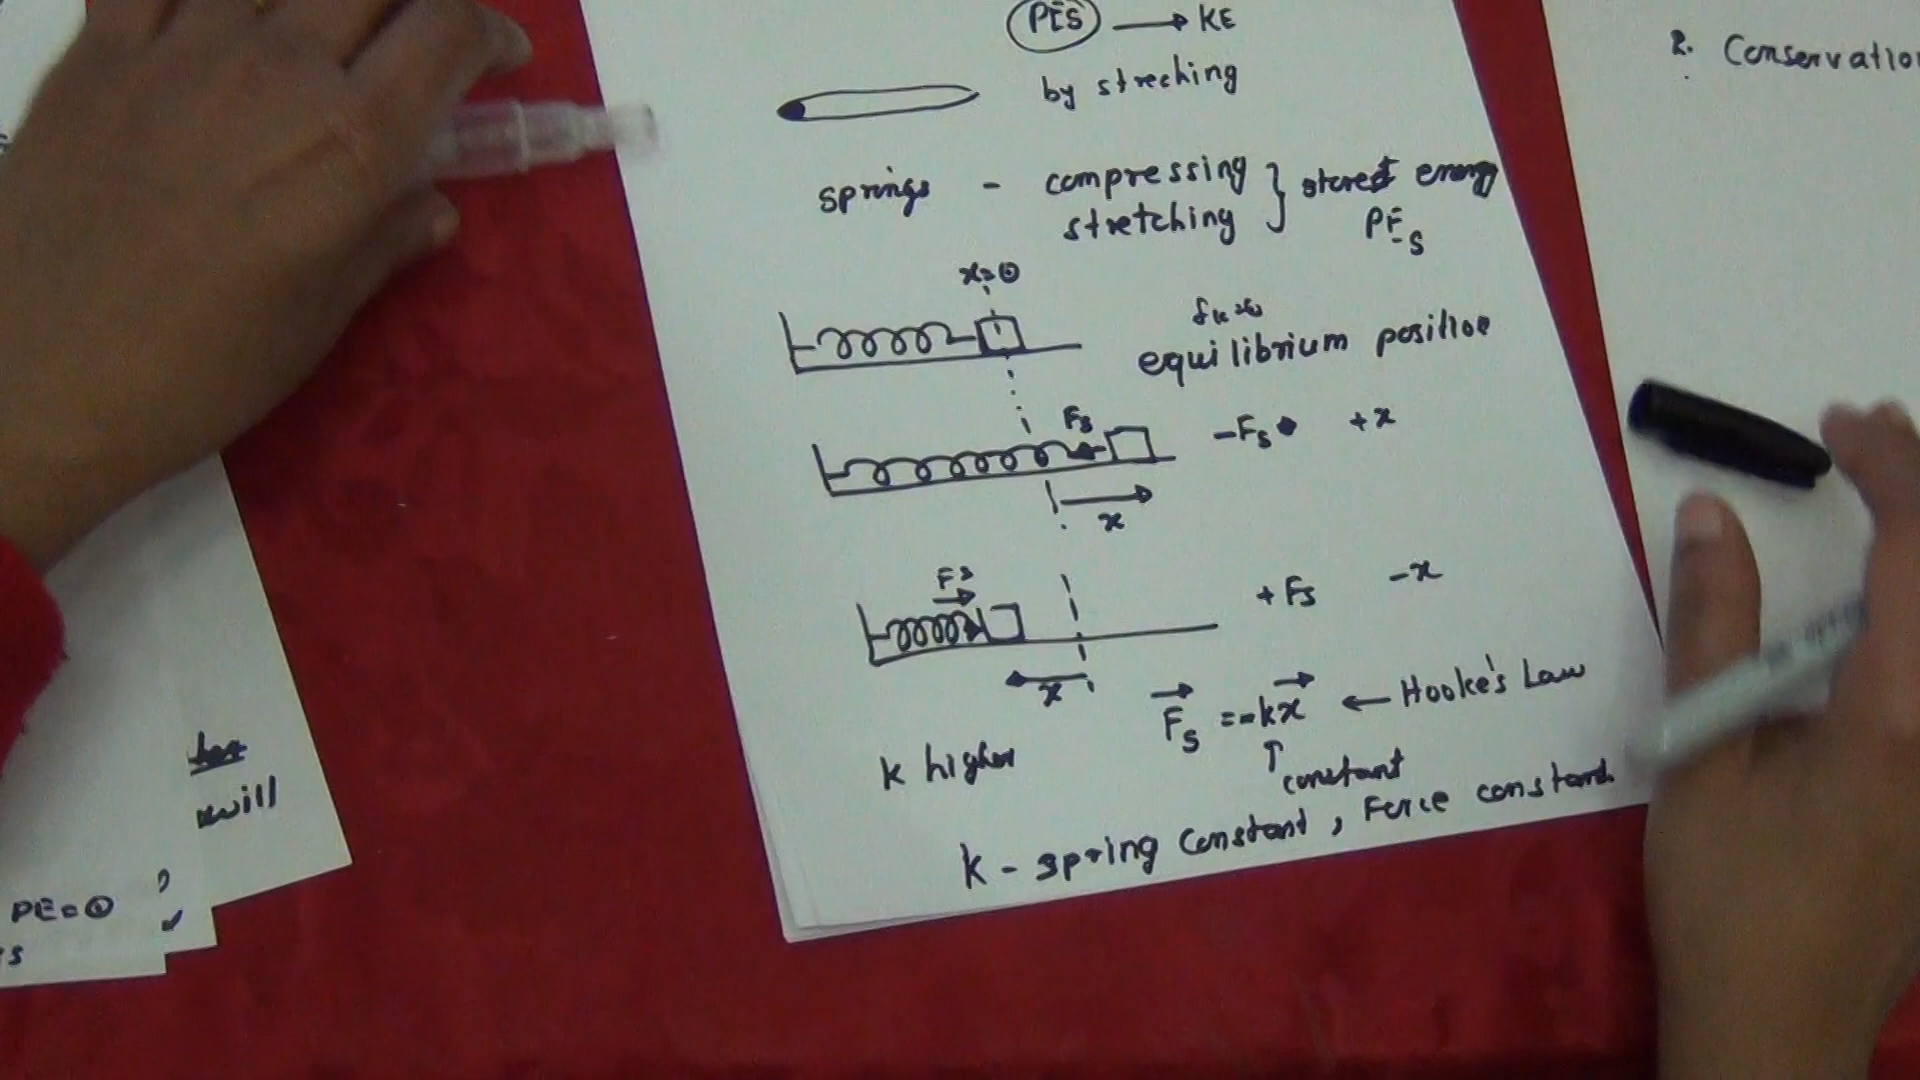 PES → KE
by streching
springs - compressing } stored energy
stretching PE_S
x=0
equilibrium position
Fs
-Fs +x
x
Fs
+Fs -x
x
Fs = -kx ← Hooke's Law
↑
constant
k higher
k - spring constant, Force constant
2. Conservation
will
PE=0